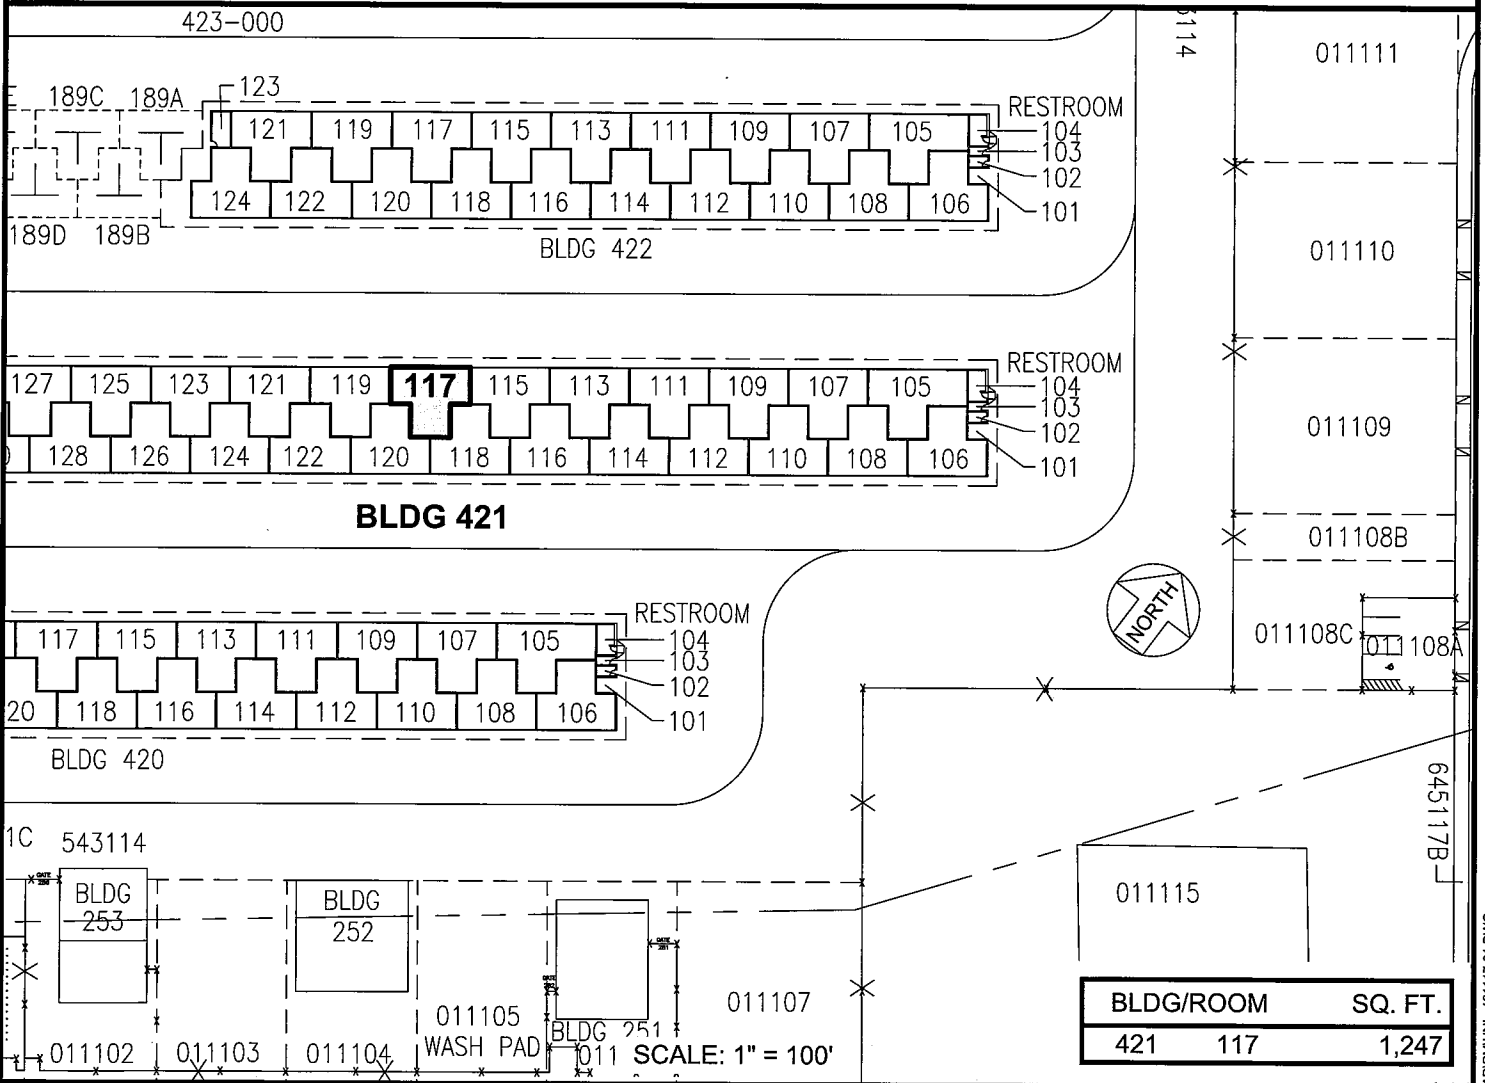 423-000
3114
011111
189C 189A
123
RESTROOM
121 119 117 115 113 111 109 107 105
104
103
102
101
124 122 120 118 116 114 112 110 108 106
189D 189B
BLDG 422
011110
RESTROOM
127 125 123 121 119 117 115 113 111 109 107 105
104
103
102
101
128 126 124 122 120 118 116 114 112 110 108 106
BLDG 421
011109
011108B
NORTH
011108C 011108A
RESTROOM
117 115 113 111 109 107 105
104
103
102
101
20 118 116 114 112 110 108 106
BLDG 420
645117B
1C 543114
BLDG
253
BLDG
252
011115
011105
WASH PAD
011107
BLDG 251
011102 011103 011104 011
SCALE: 1" = 100'
BLDG/ROOM SQ. FT.
421 117 1,247